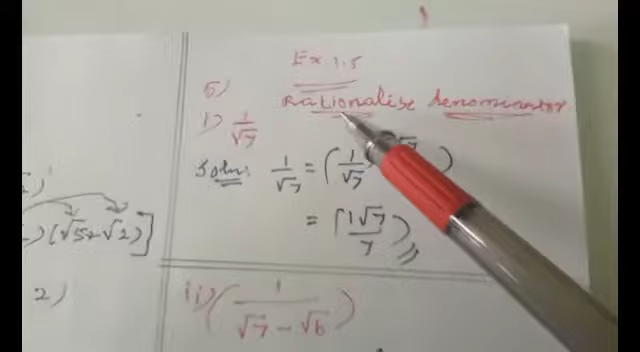 Ex 1.5
5) rationalise denominator
i) 1/√7
Soln: 1/√7 = (1/√7
= (1√7/7)
ii) (1/(√7 - √6))
(√5+√2)]
2)